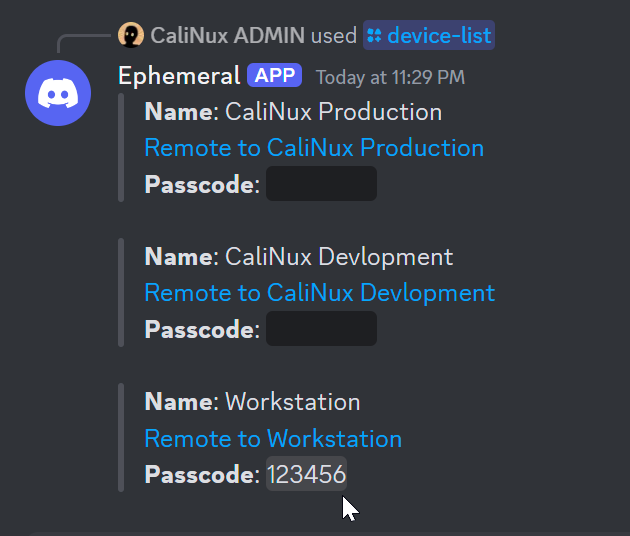 CaliNux ADMIN used device-list
Ephemeral APP Today at 11:29 PM
Name: CaliNux Production
Remote to CaliNux Production
Passcode:
Name: CaliNux Devlopment
Remote to CaliNux Devlopment
Passcode:
Name: Workstation
Remote to Workstation
Passcode: 123456